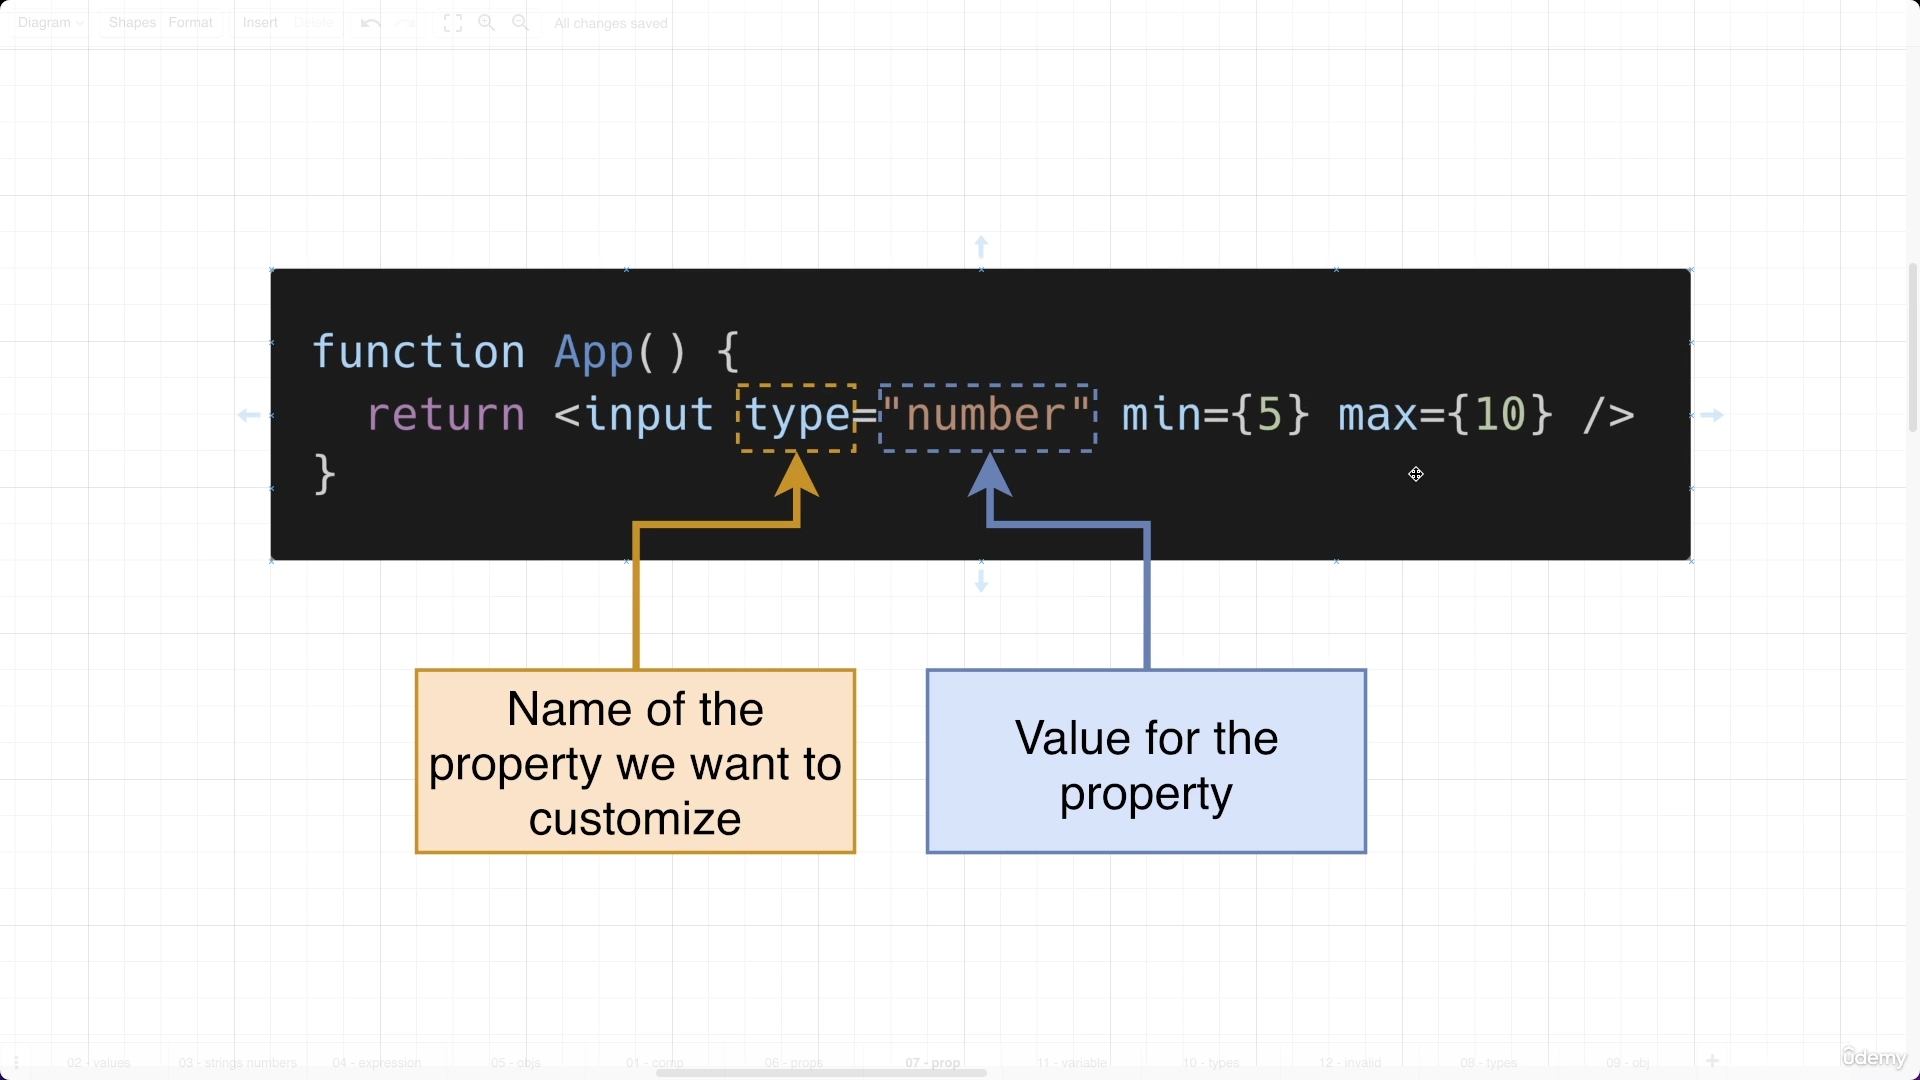 Diagram Shapes Format Insert Delete All changes saved
function App() {
return <input type="number" min={5} max={10} />
}
Name of the
property we want to
customize
Value for the
property
02 - values 03 - strings numbers 04 - expression 05 - objs 01 - comp 06 - props 07 - prop 11 - variable 10 - types 12 - invalid 08 - types 09 - obj
ûdemy